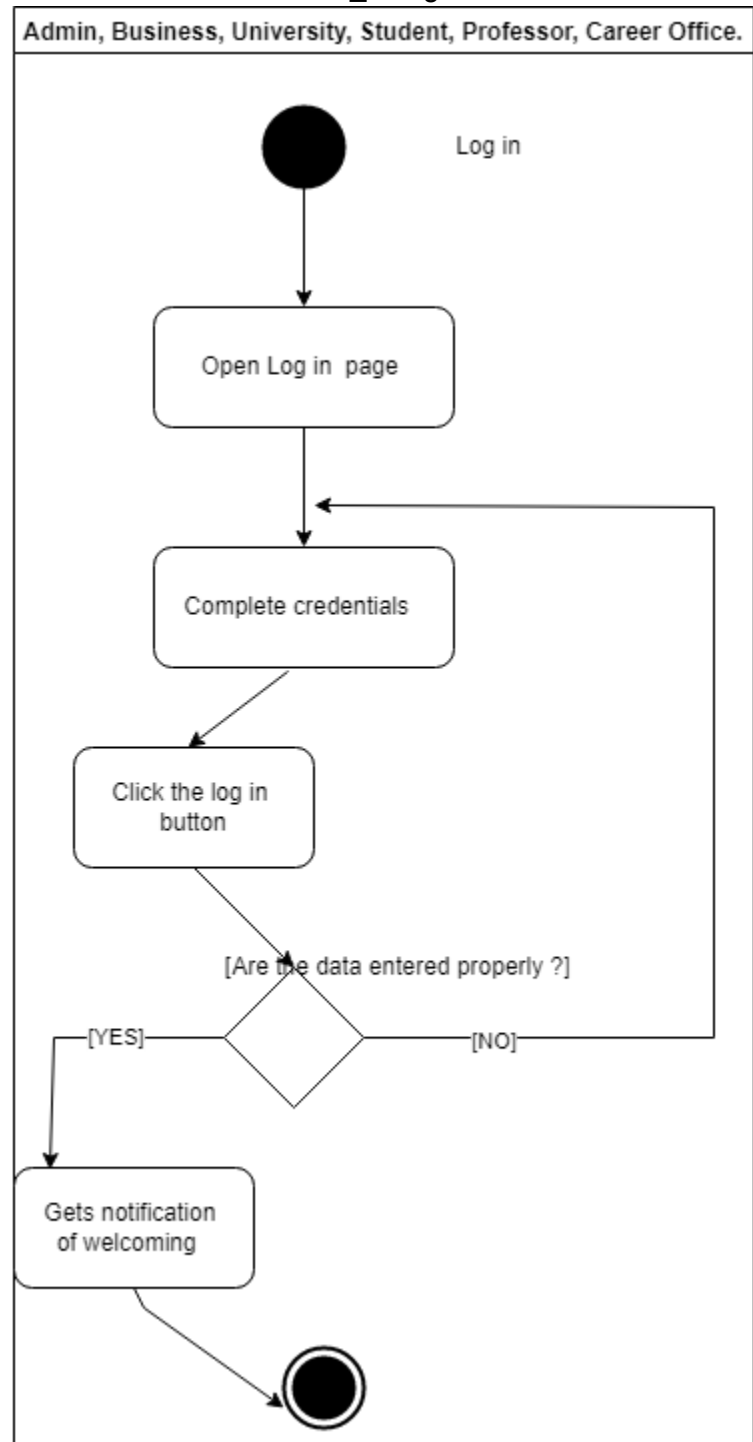 Admin, Business, University, Student, Professor, Career Office.
Log in
Open Log in page
Complete credentials
Click the log in
button
[Are the data entered properly ?]
[YES]
[NO]
Gets notification
of welcoming